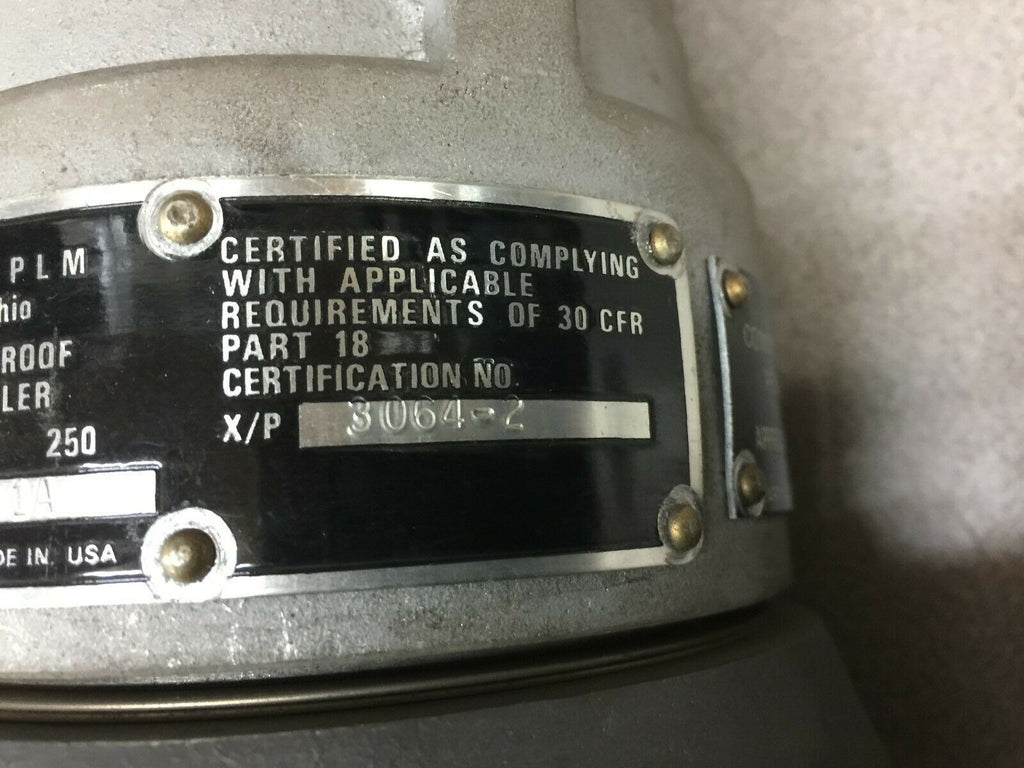 PLM
hio
ROOF
LER
250
1A
DE IN USA
CERTIFIED AS COMPLYING
WITH APPLICABLE
REQUIREMENTS OF 30 CFR
PART 18
CERTIFICATION NO.
X/P 3064-2